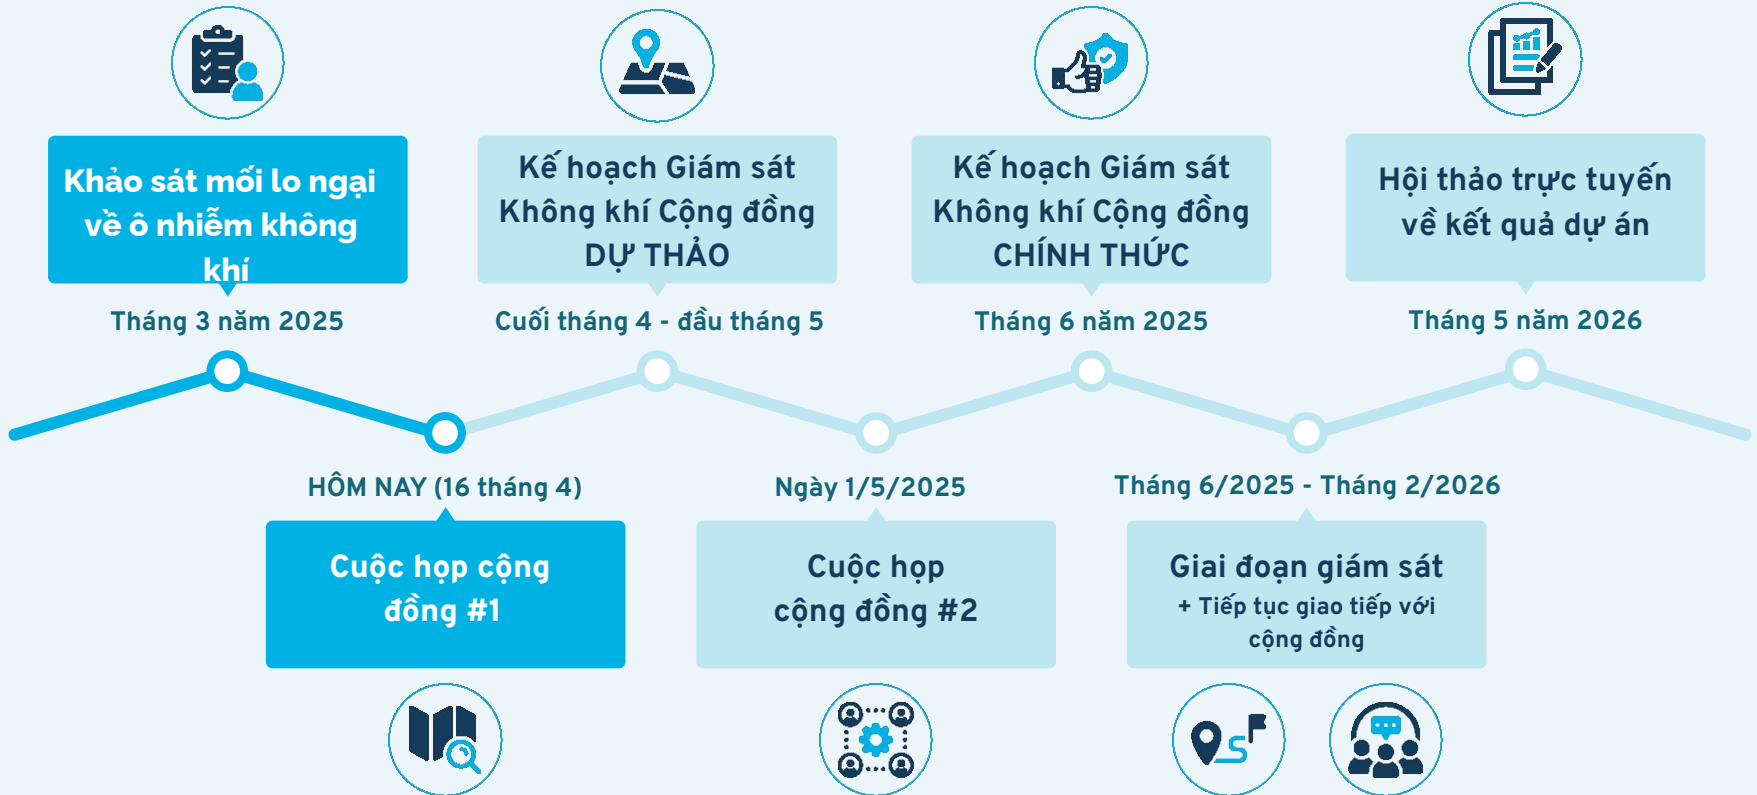 Khảo sát mối lo ngại
về ô nhiễm không
khí
Tháng 3 năm 2025
Kế hoạch Giám sát
Không khí Cộng đồng
DỰ THẢO
Cuối tháng 4 - đầu tháng 5
Kế hoạch Giám sát
Không khí Cộng đồng
CHÍNH THỨC
Tháng 6 năm 2025
Hội thảo trực tuyến
về kết quả dự án
Tháng 5 năm 2026
HÔM NAY (16 tháng 4)
Cuộc họp cộng
đồng #1
Ngày 1/5/2025
Cuộc họp
cộng đồng #2
Tháng 6/2025 - Tháng 2/2026
Giai đoạn giám sát
+ Tiếp tục giao tiếp với
cộng đồng